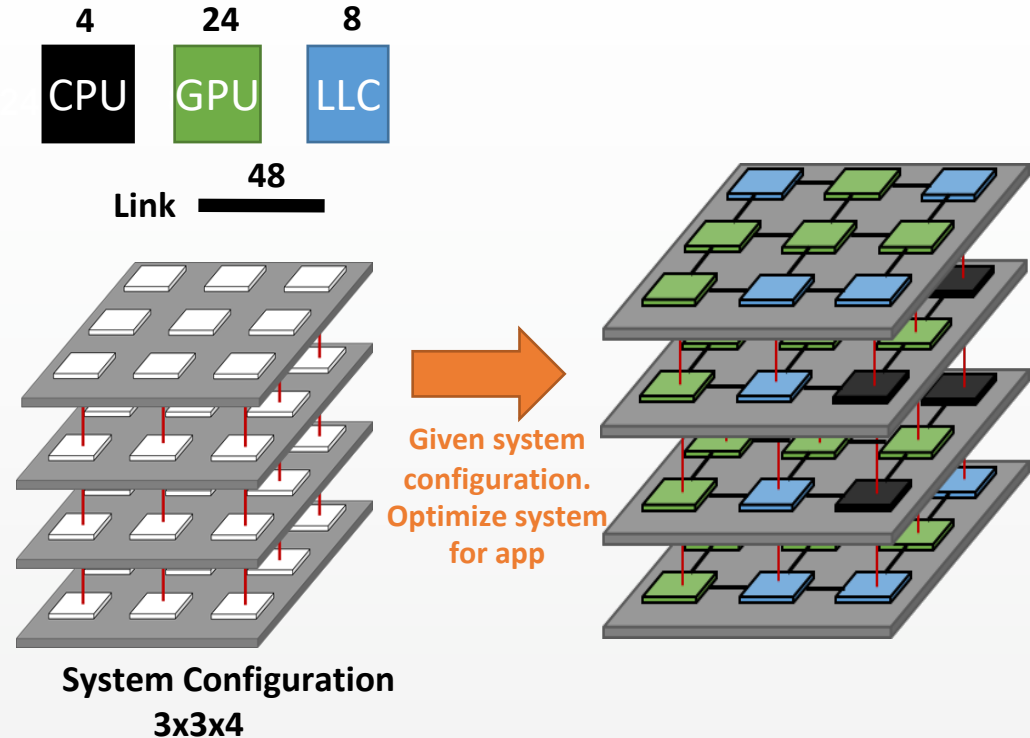 4 24 8
CPU GPU LLC
48
Link
Given system
configuration.
Optimize system
for app
System Configuration
3x3x4